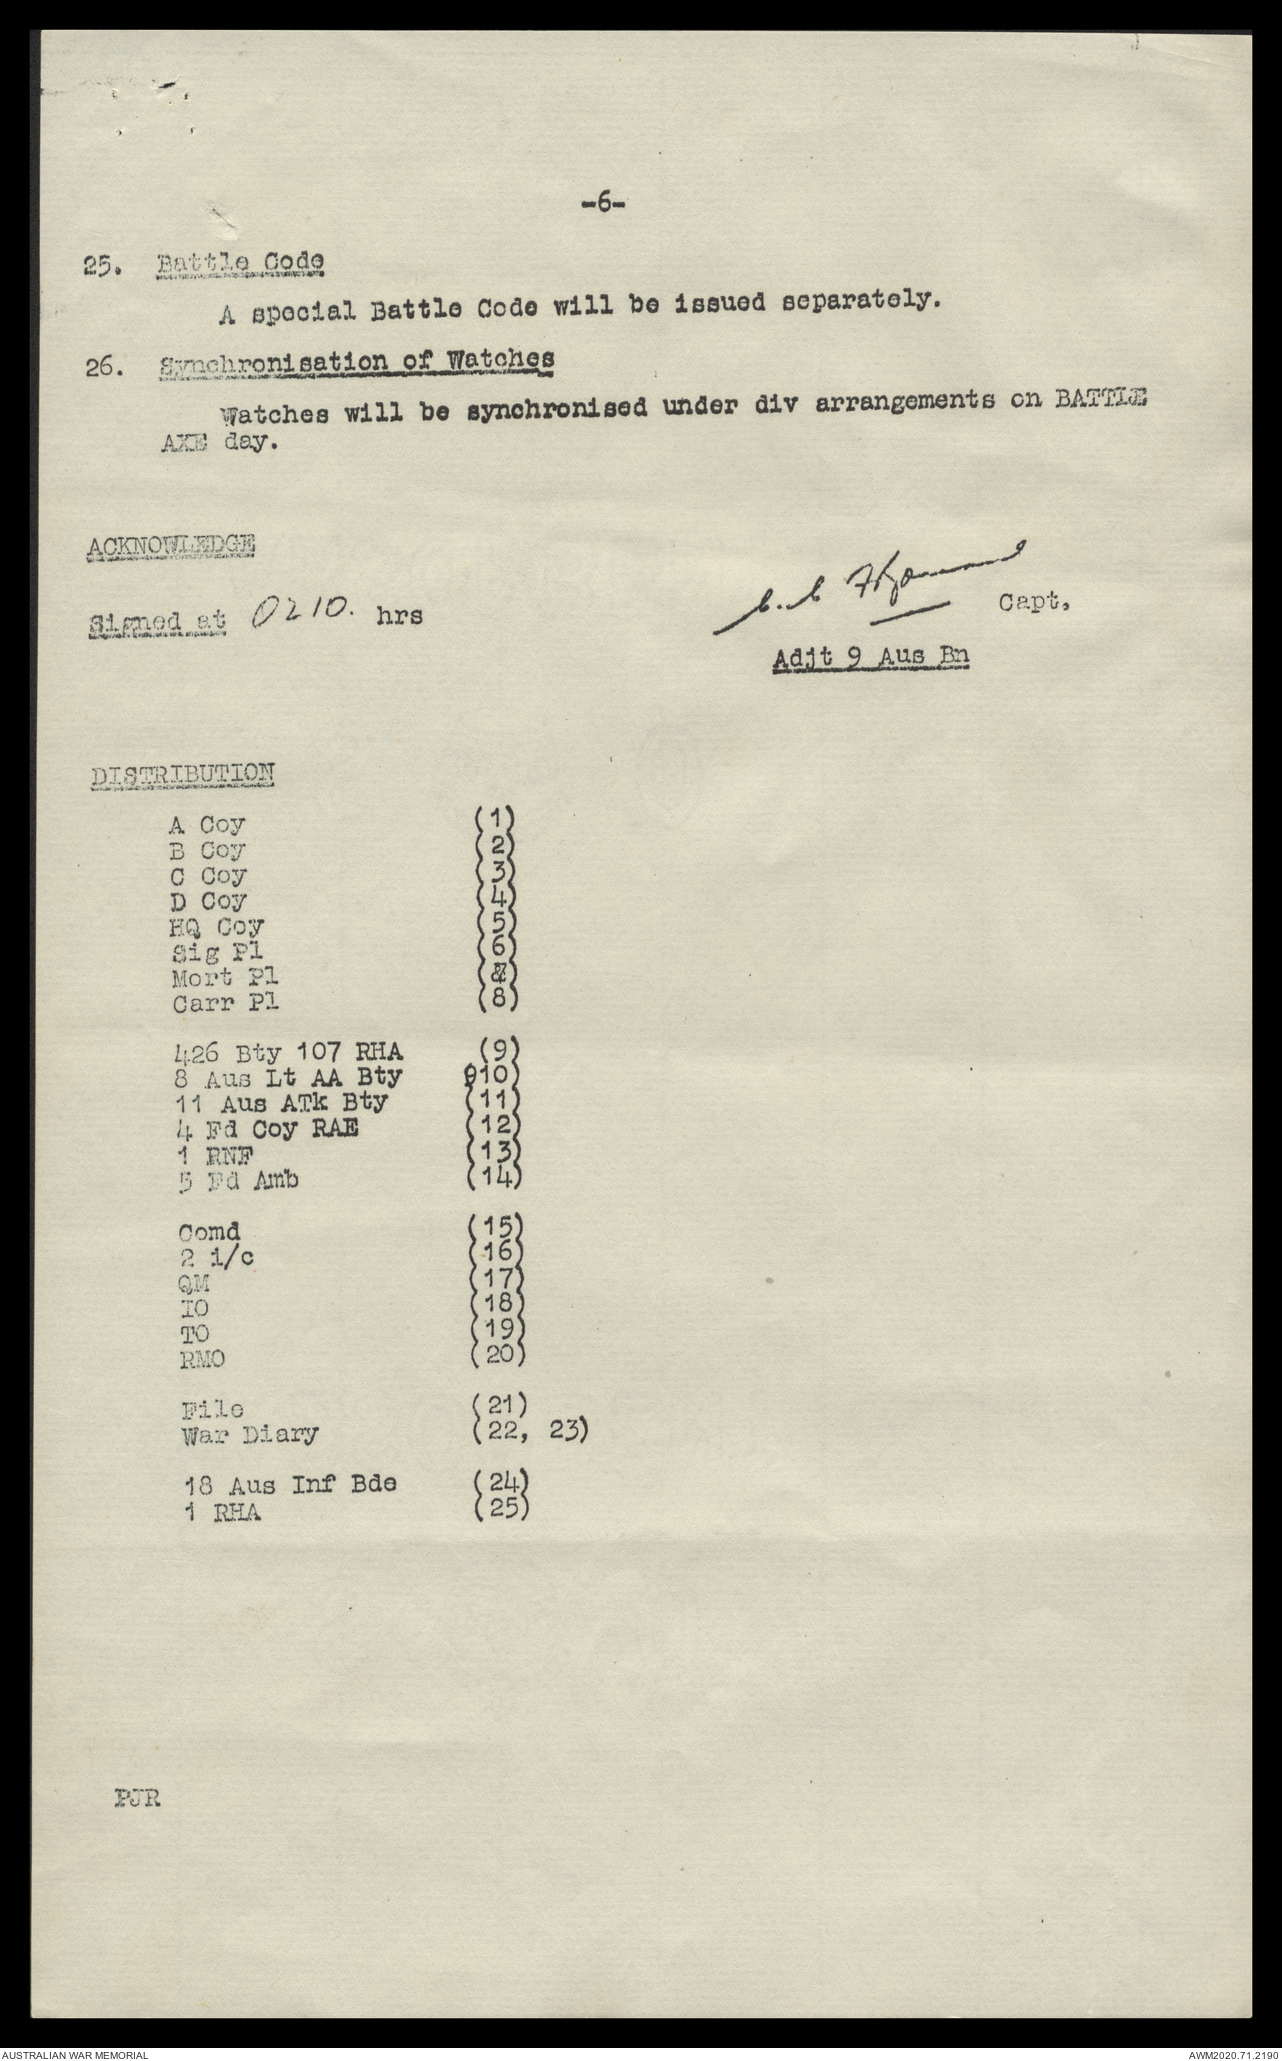 -6-
25. Battle Code
A special Battle Code will be issued separately.
26. Synchronisation of Watches
Watches will be synchronised under div arrangements on BATTLE
AXE day.
ACKNOWLEDGE
Signed at 0210. hrs
Capt,
Adjt 9 Aus Bn
DISTRIBUTION
A Coy (1)
B Coy (2)
C Coy (3)
D Coy (4)
HQ Coy (5)
Sig Pl (6)
Mort Pl (7)
Carr Pl (8)
426 Bty 107 RHA (9)
8 Aus Lt AA Bty (10)
11 Aus ATk Bty (11)
4 Fd Coy RAE (12)
1 RNF (13)
5 Fd Amb (14)
Comd (15)
2 i/c (16)
QM (17)
IO (18)
TO (19)
RMO (20)
File (21)
War Diary (22, 23)
18 Aus Inf Bde (24)
1 RHA (25)
PJR
AUSTRALIAN WAR MEMORIAL
AWM2020.71.2190